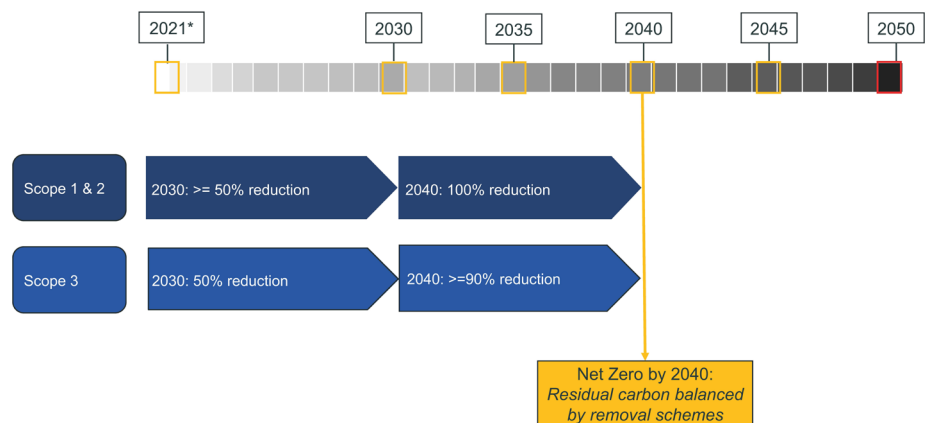 2021*
2030
2035
2040
2045
2050
Scope 1 & 2
2030: >= 50% reduction
2040: 100% reduction
Scope 3
2030: 50% reduction
2040: >=90% reduction
Net Zero by 2040:
Residual carbon balanced
by removal schemes